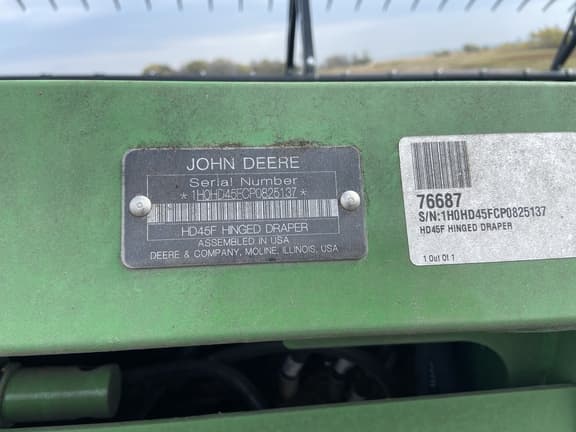 JOHN DEERE
Serial Number
*1H0HD45FCP0825137*
HD45F HINGED DRAPER
ASSEMBLED IN USA
DEERE & COMPANY, MOLINE, ILLINOIS, USA
76687
S/N:1H0HD45FCP0825137
HD45F HINGED DRAPER
1 Out Of 1